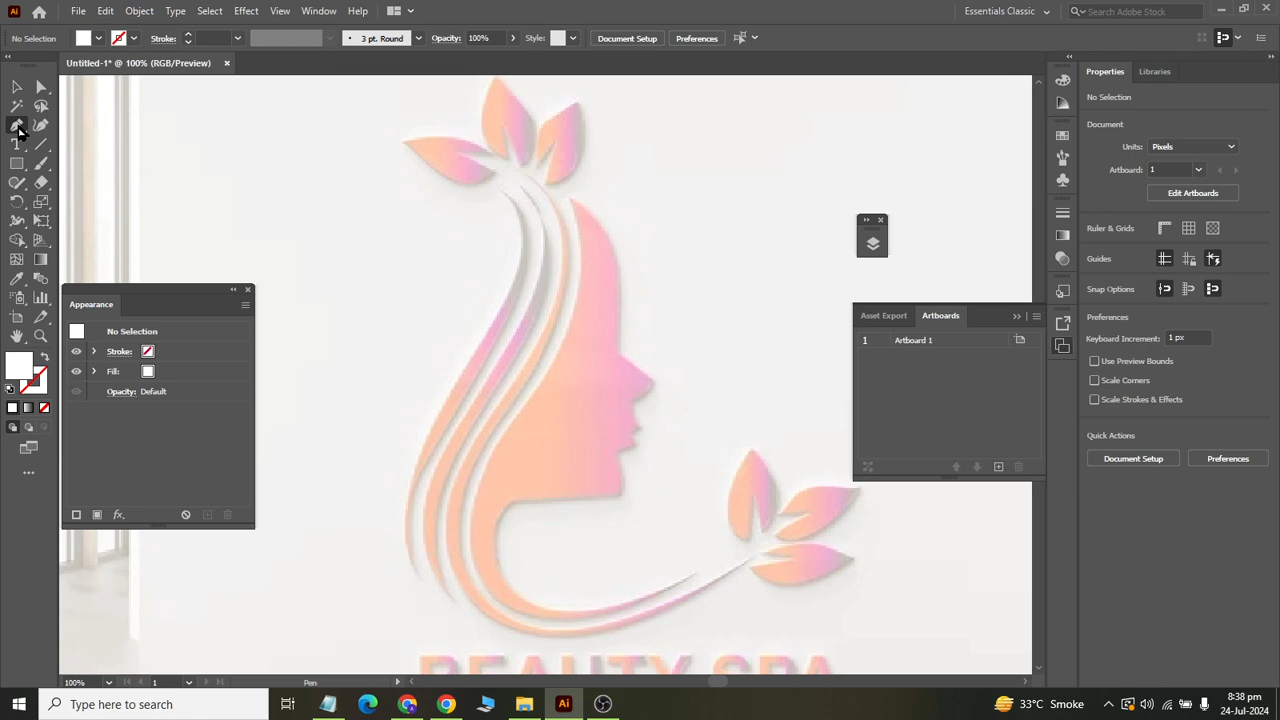 Ai File Edit Object Type Select Effect View Window Help Essentials Classic Search Adobe Stock
No Selection Stroke: 3 pt. Round Opacity: 100% Style: Document Setup Preferences
Untitled-1* @ 100% (RGB/Preview) ×
Properties Libraries
No Selection
Document
Units: Pixels
Artboard: 1
Edit Artboards
Ruler & Grids
Guides
Snap Options
Preferences
Keyboard Increment: 1 px
Use Preview Bounds
Scale Corners
Scale Strokes & Effects
Quick Actions
Document Setup Preferences
Appearance
No Selection
Stroke:
Fill:
Opacity: Default
fx.
Asset Export Artboards
1 Artboard 1
BEAUTY SPA
100% 1 Pen
Type here to search
Ai
33°C Smoke
8:38 pm
24-Jul-2024